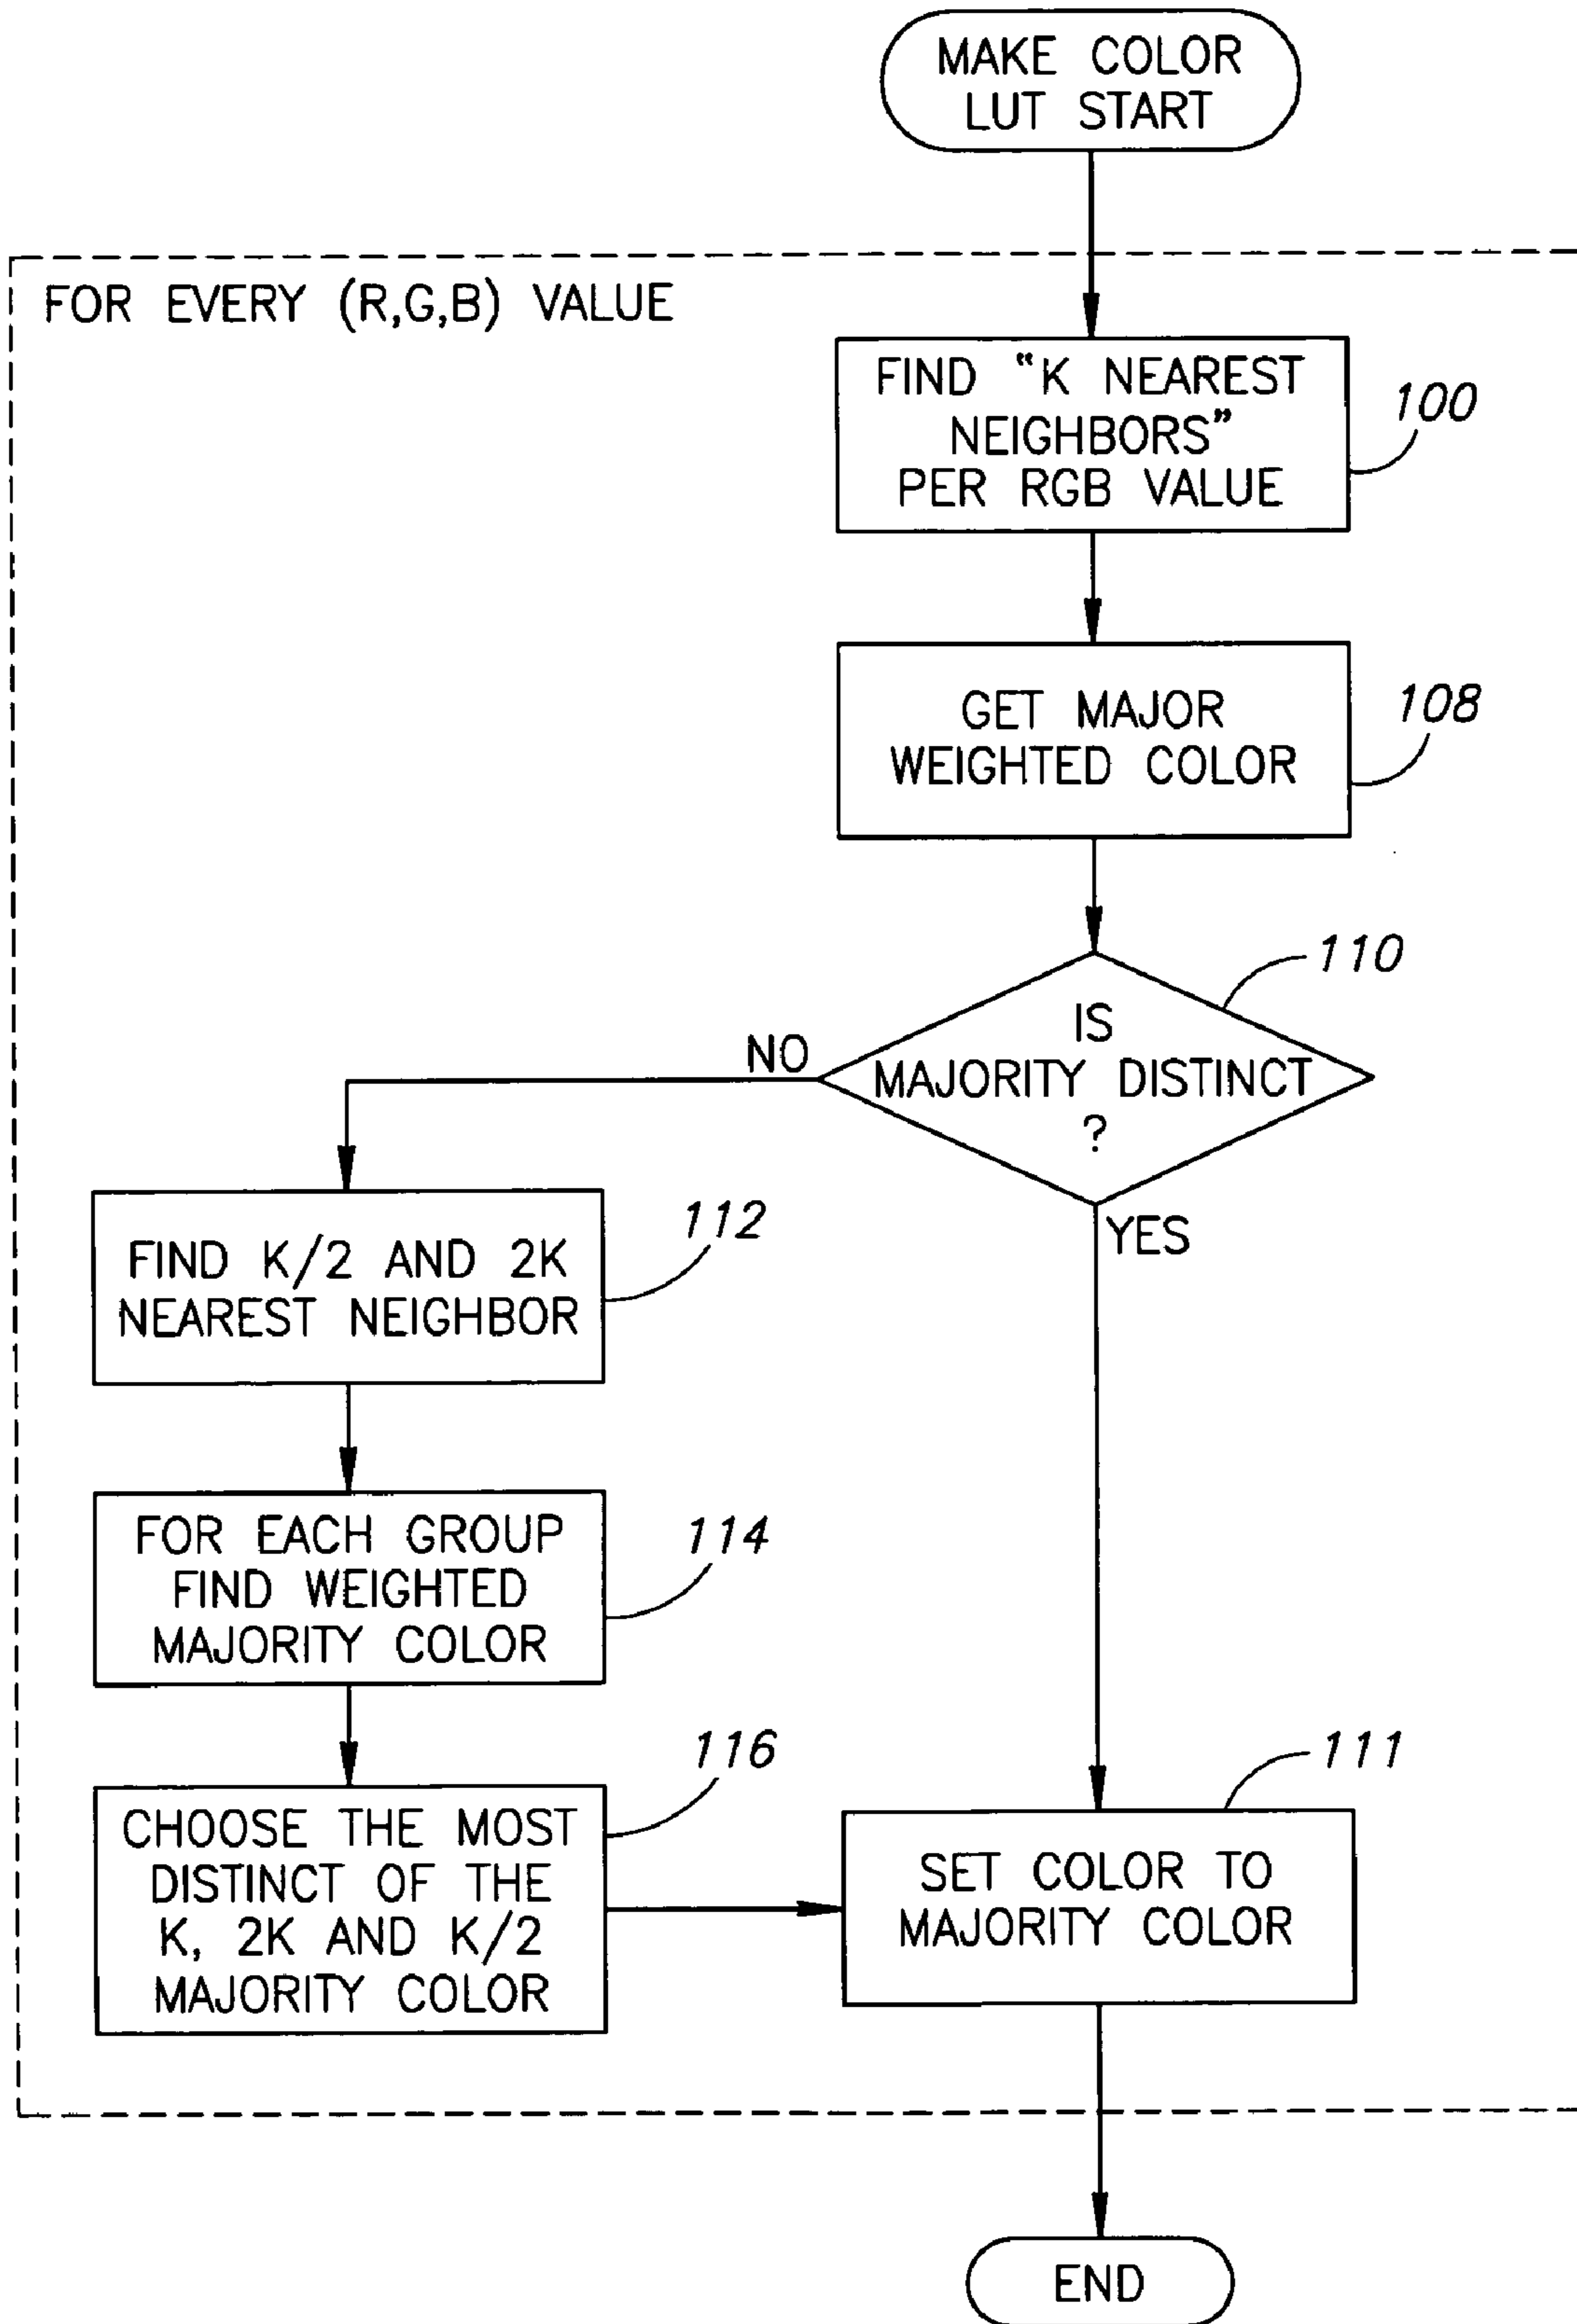 MAKE COLOR
LUT START
FOR EVERY (R,G,B) VALUE
FIND “K NEAREST
NEIGHBORS”
PER RGB VALUE
100
GET MAJOR
WEIGHTED COLOR
108
110
IS
MAJORITY DISTINCT
?
NO
YES
FIND K/2 AND 2K
NEAREST NEIGHBOR
112
FOR EACH GROUP
FIND WEIGHTED
MAJORITY COLOR
114
CHOOSE THE MOST
DISTINCT OF THE
K, 2K AND K/2
MAJORITY COLOR
116
SET COLOR TO
MAJORITY COLOR
111
END